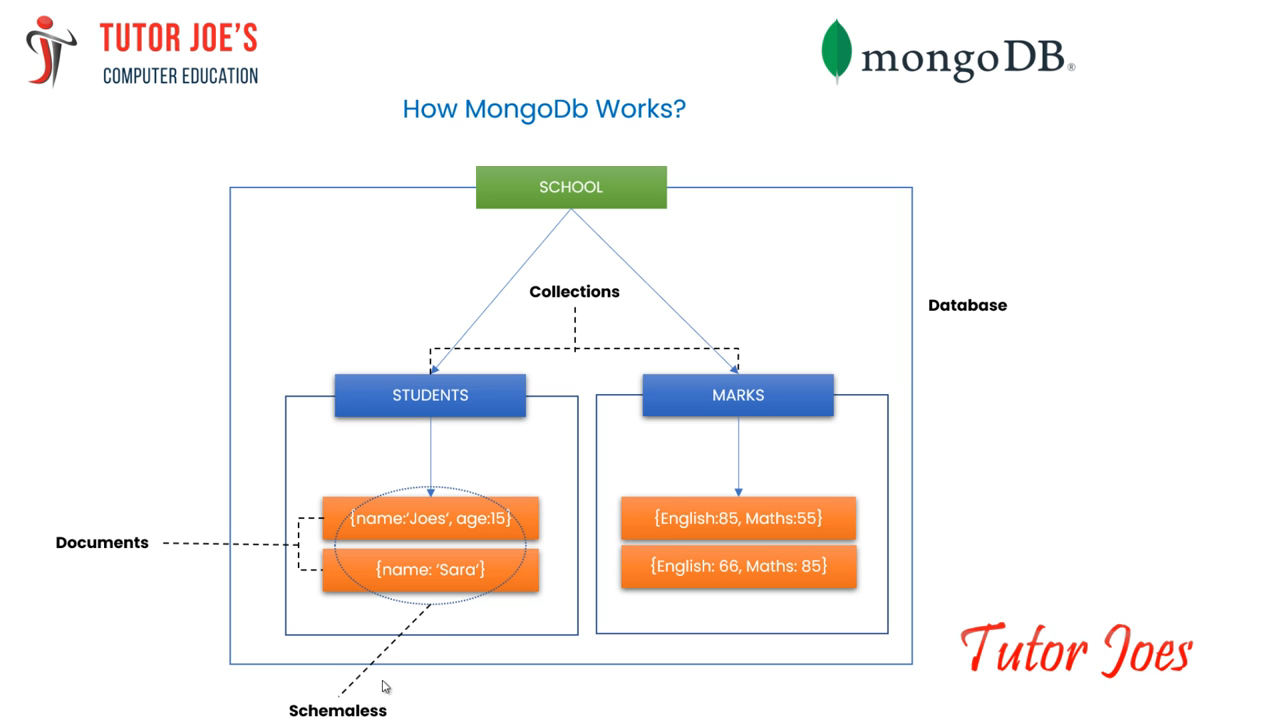 TUTOR JOE'S
COMPUTER EDUCATION
mongoDB®
How MongoDb Works?
SCHOOL
Collections
Database
STUDENTS
MARKS
{name:‘Joes’, age:15}
{English:85, Maths:55}
Documents
{name: ‘Sara’}
{English: 66, Maths: 85}
Tutor Joes
Schemaless